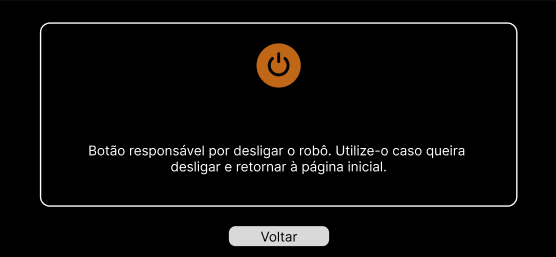 Botão responsável por desligar o robô. Utilize-o caso queira
desligar e retornar à página inicial.
Voltar